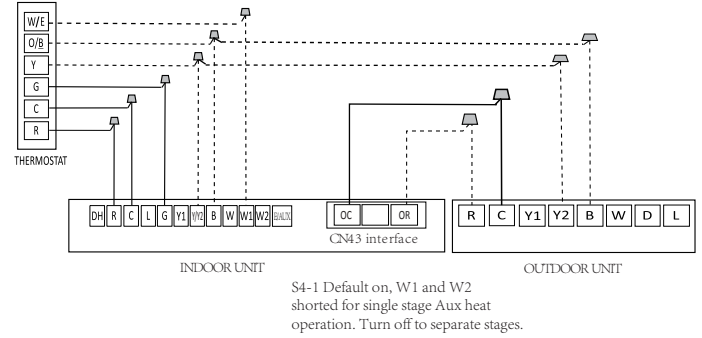 W/E
O/B
Y
G
C
R
THERMOSTAT
DH R C L G Y1 Y/Y2 B W W1 W2 E/AUX
OC OR
CN43 interface
R C Y1 Y2 B W D L
INDOOR UNIT
OUTDOOR UNIT
S4-1 Default on, W1 and W2
shorted for single stage Aux heat
operation. Turn off to separate stages.